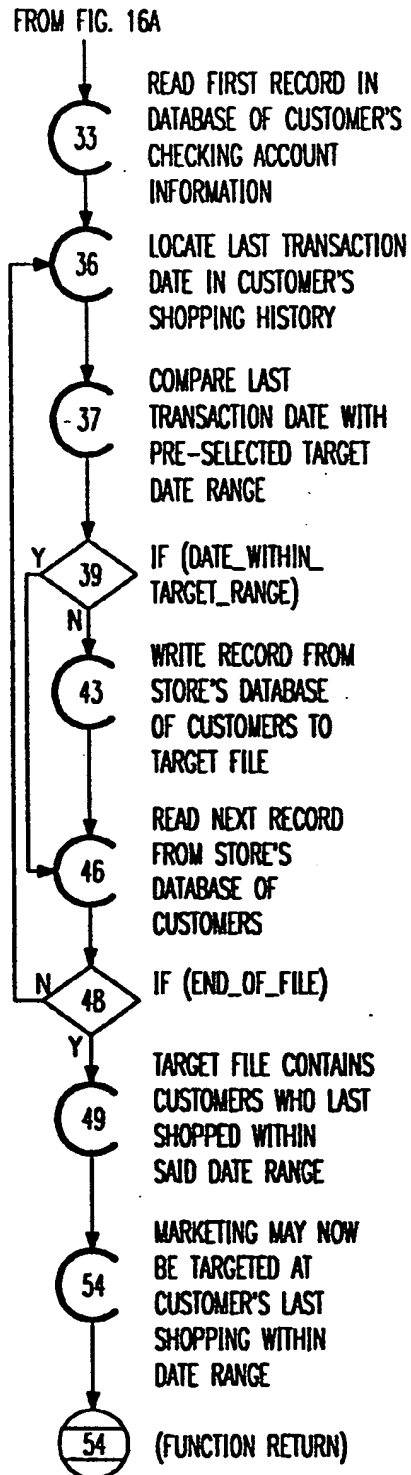 FROM FIG. 16A
33
READ FIRST RECORD IN
DATABASE OF CUSTOMER'S
CHECKING ACCOUNT
INFORMATION
36
LOCATE LAST TRANSACTION
DATE IN CUSTOMER'S
SHOPPING HISTORY
37
COMPARE LAST
TRANSACTION DATE WITH
PRE-SELECTED TARGET
DATE RANGE
Y
39
IF (DATE_WITHIN_
TARGET_RANGE)
N
43
WRITE RECORD FROM
STORE'S DATABASE
OF CUSTOMERS TO
TARGET FILE
46
READ NEXT RECORD
FROM STORE'S
DATABASE OF
CUSTOMERS
N
48
IF (END_OF_FILE)
Y
49
TARGET FILE CONTAINS
CUSTOMERS WHO LAST
SHOPPED WITHIN
SAID DATE RANGE
54
MARKETING MAY NOW
BE TARGETED AT
CUSTOMER'S LAST
SHOPPING WITHIN
DATE RANGE
54
(FUNCTION RETURN)